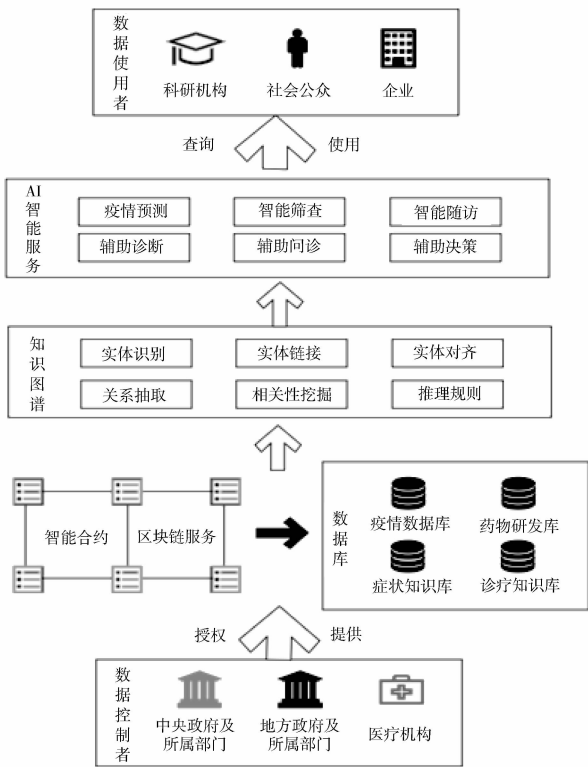 数据使用者
科研机构
社会公众
企业
查询
使用
AI智能服务
疫情预测
智能筛查
智能随访
辅助诊断
辅助问诊
辅助决策
知识图谱
实体识别
实体链接
实体对齐
关系抽取
相关性挖掘
推理规则
智能合约
区块链服务
数据库
疫情数据库
药物研发库
症状知识库
诊疗知识库
授权
提供
数据控制者
中央政府及
所属部门
地方政府及
所属部门
医疗机构